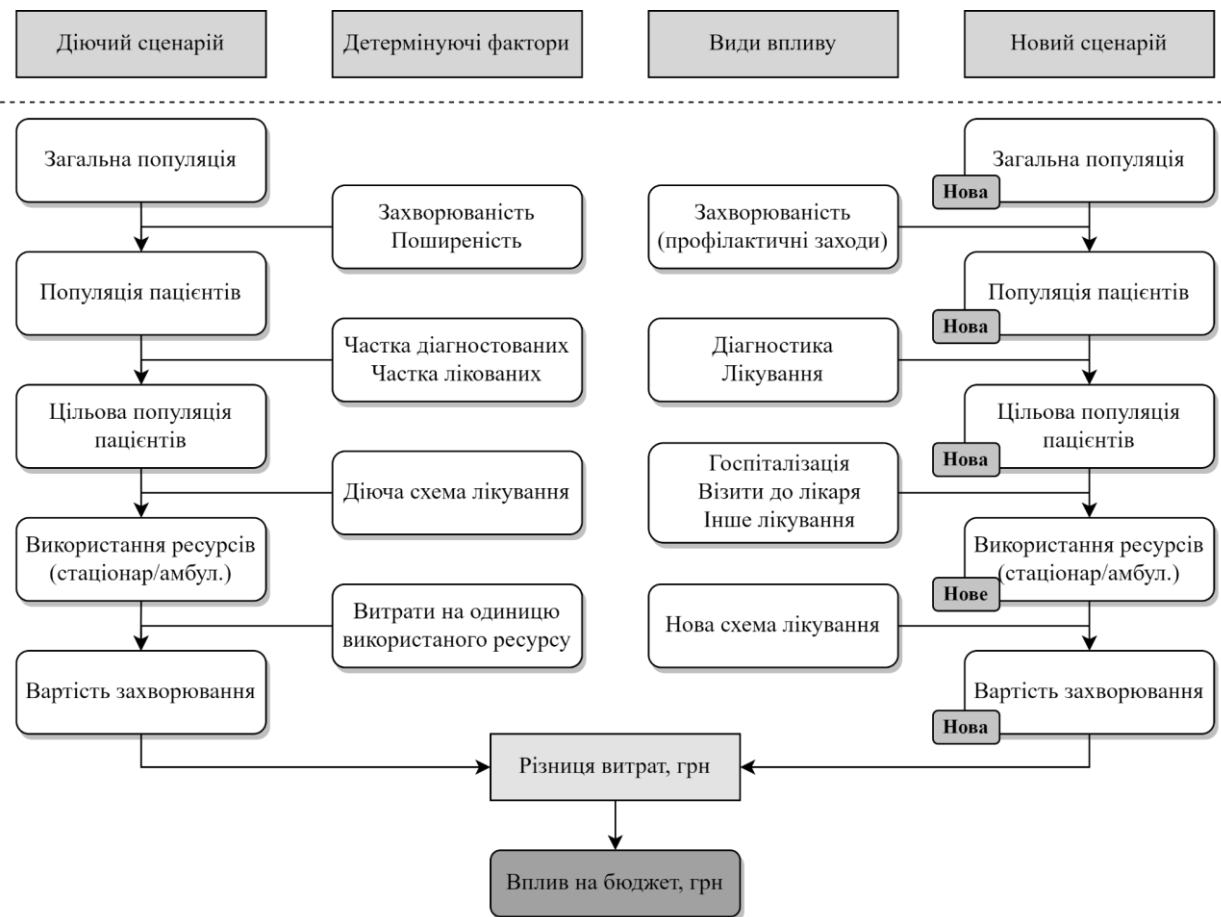 Діючий сценарій
Детермінуючі фактори
Види впливу
Новий сценарій
Загальна популяція
Загальна популяція
Нова
Захворюваність
Поширеність
Захворюваність
(профілактичні заходи)
Популяція пацієнтів
Популяція пацієнтів
Нова
Частка діагностованих
Частка лікованих
Діагностика
Лікування
Цільова популяція
пацієнтів
Цільова популяція
пацієнтів
Нова
Діюча схема лікування
Госпіталізація
Візити до лікаря
Інше лікування
Використання ресурсів
(стаціонар/амбул.)
Використання ресурсів
(стаціонар/амбул.)
Нове
Витрати на одиницю
використаного ресурсу
Нова схема лікування
Вартість захворювання
Вартість захворювання
Нова
Різниця витрат, грн
Вплив на бюджет, грн